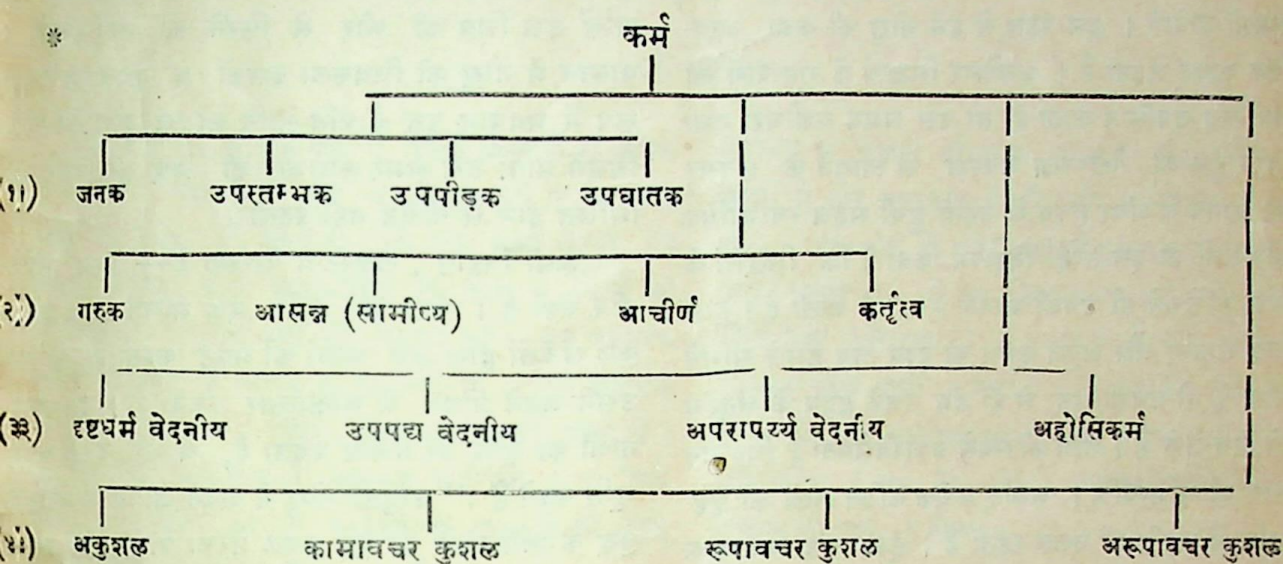 *
कर्म
(१) जनक उपस्तम्भक उपपीड़क उपघातक
(२) गरुक आसन्न (सामीप्य) आचीर्ण कर्तृत्व
(३) दृष्टधर्म वेदनीय उपपद्य वेदनीय अपरापर्य्य वेदनीय अहोसिकर्म
(४) अकुशल कामावचर कुशल रूपावचर कुशल अरूपावचर कुशल